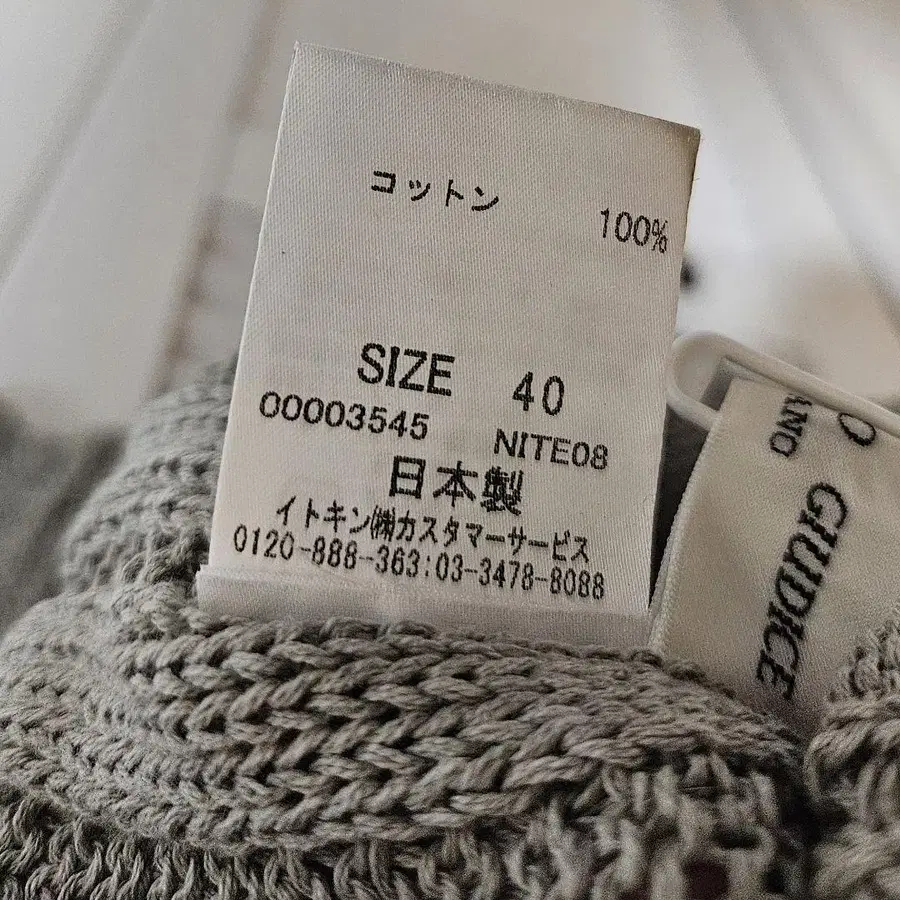 コットン
100%
SIZE 40
00003545 NITE08
日本製
イトキン㈱カスタマーサービス
0120-888-363:03-3478-8088
GIUDICE